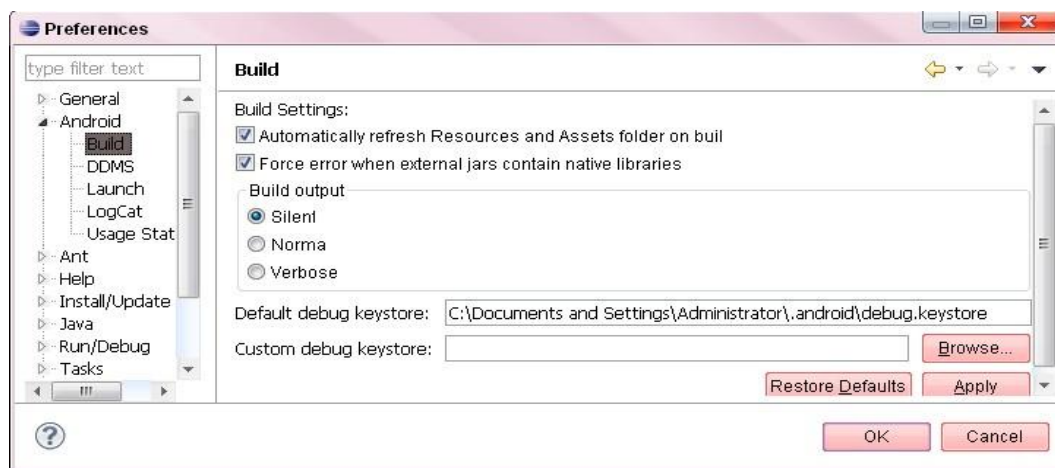 Preferences
type filter text
General
Android
Build
DDMS
Launch
LogCat
Usage Stat
Ant
Help
Install/Update
Java
Run/Debug
Tasks
Build
Build Settings:
Automatically refresh Resources and Assets folder on buil
Force error when external jars contain native libraries
Build output
Silent
Norma
Verbose
Default debug keystore: C:\Documents and Settings\Administrator\.android\debug.keystore
Custom debug keystore: Browse...
Restore Defaults Apply
OK Cancel